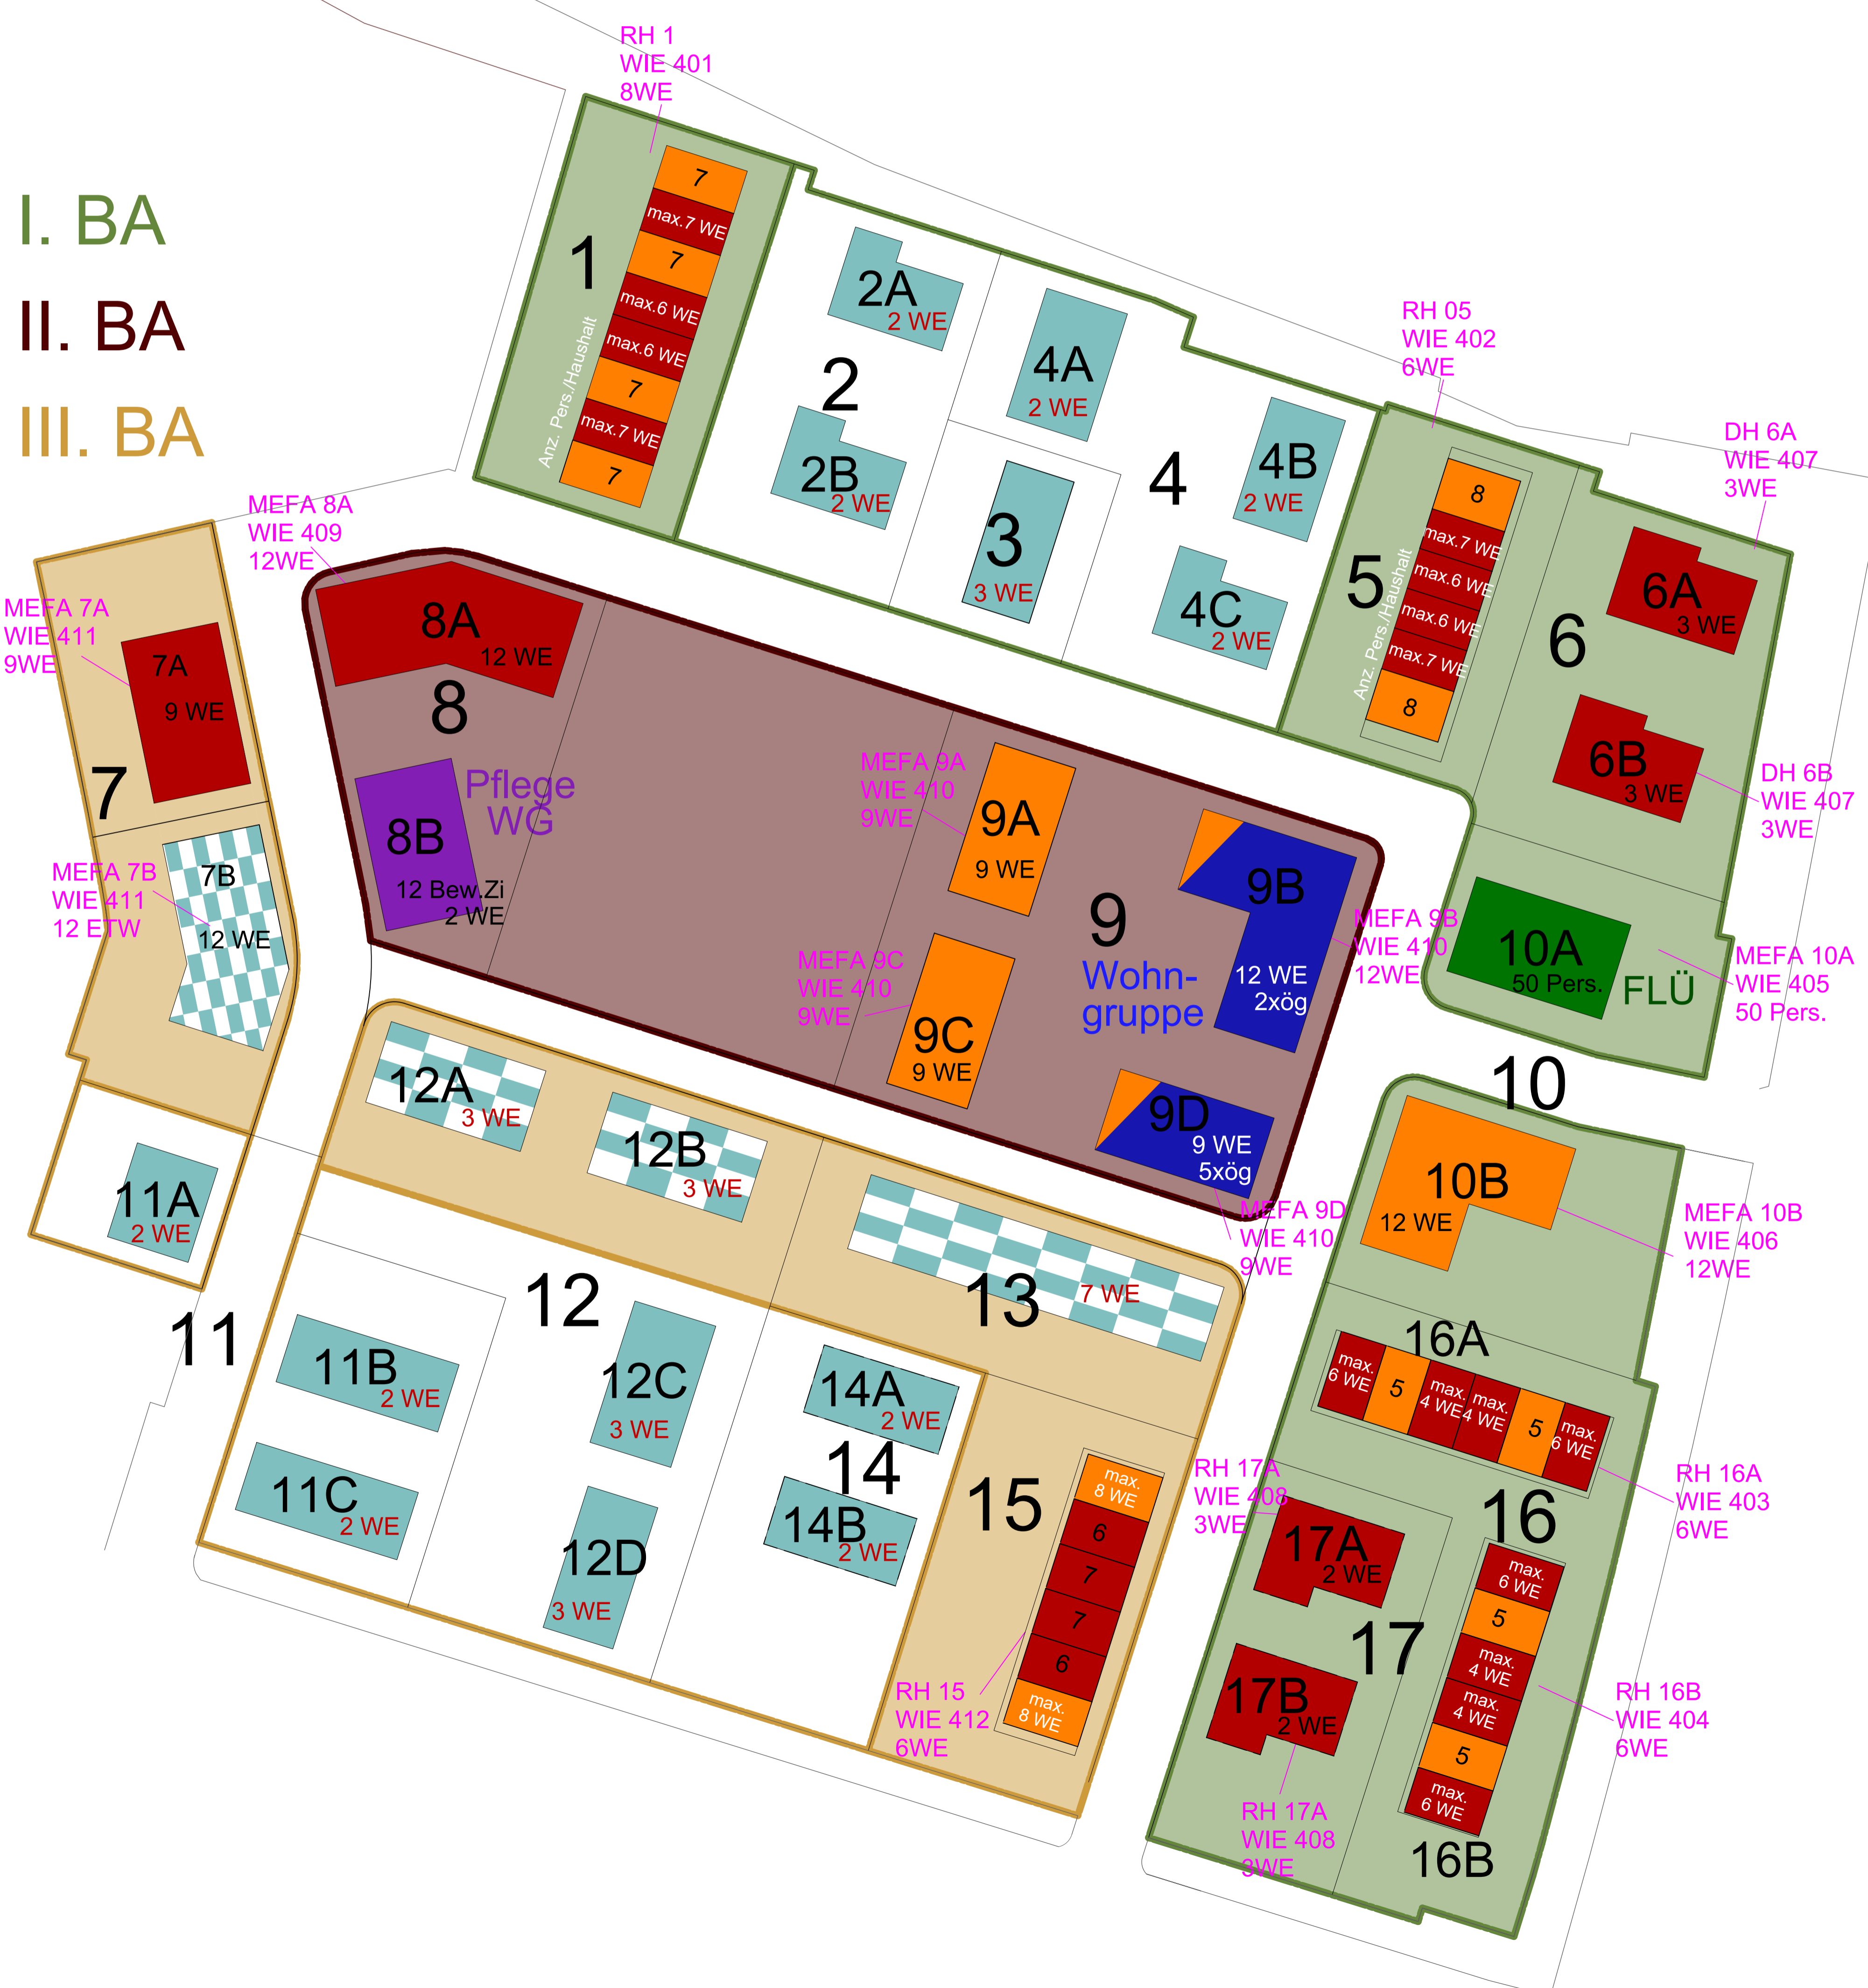 I. BA
II. BA
III. BA
RH 1
WIE 401
8WE
1
7
max.7 WE
7
max.6 WE
max.6 WE
7
max.7 WE
7
Anz. Pers./Haushalt
2A
2 WE
2
2B
2 WE
4A
2 WE
3
3 WE
4
4B
2 WE
4C
2 WE
RH 05
WIE 402
6WE
5
8
max.7 WE
max.6 WE
max.6 WE
max.7 WE
8
Anz. Pers./Haushalt
DH 6A
WIE 407
3WE
6A
3 WE
6
6B
3 WE
DH 6B
WIE 407
3WE
MEFA 8A
WIE 409
12WE
8A
12 WE
8
Pflege
WG
8B
12 Bew.Zi
2 WE
MEFA 7A
WIE 411
9WE
7A
9 WE
7
MEFA 7B
WIE 411
12 ETW
7B
12 WE
MEFA 9A
WIE 410
9WE
9A
9 WE
9
Wohn-
gruppe
9B
12 WE
2xög
MEFA 9B
WIE 410
12WE
MEFA 9C
WIE 410
9WE
9C
9 WE
9D
9 WE
5xög
MEFA 9D
WIE 410
9WE
10A
50 Pers.
FLÜ
MEFA 10A
WIE 405
50 Pers.
10
10B
12 WE
MEFA 10B
WIE 406
12WE
12A
3 WE
12B
3 WE
11A
2 WE
11
11B
2 WE
11C
2 WE
12
12C
3 WE
12D
3 WE
13
7 WE
14A
2 WE
14
14B
2 WE
15
max.
8 WE
6
7
7
6
max.
8 WE
RH 15
WIE 412
6WE
16A
max.
6 WE
5
max.
4 WE
max.
4 WE
5
max.
6 WE
RH 16A
WIE 403
6WE
16
RH 17A
WIE 408
3WE
17A
2 WE
17
17B
2 WE
RH 17A
WIE 408
3WE
max.
6 WE
5
max.
4 WE
max.
4 WE
5
max.
6 WE
16B
RH 16B
WIE 404
6WE